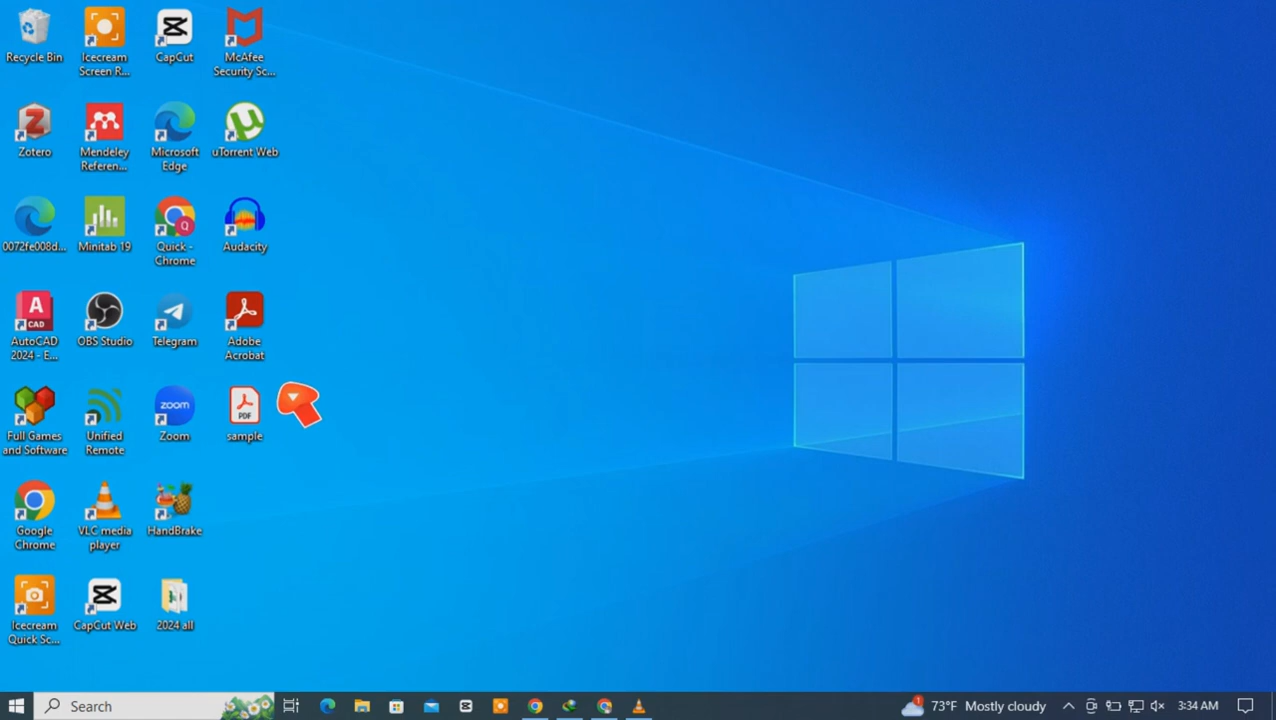 Recycle Bin
Icecream
Screen R...
CapCut
McAfee
Security Sc...
Zotero
Mendeley
Referen...
Microsoft
Edge
uTorrent Web
0072fe008d...
Minitab 19
Quick -
Chrome
Audacity
A
CAD
AutoCAD
2024 - E...
OBS Studio
Telegram
Adobe
Acrobat
Full Games
and Software
Unified
Remote
zoom
Zoom
PDF
sample
Google
Chrome
VLC media
player
HandBrake
Icecream
Quick Sc...
CapCut Web
2024 all
Search
1
73°F Mostly cloudy
3:34 AM